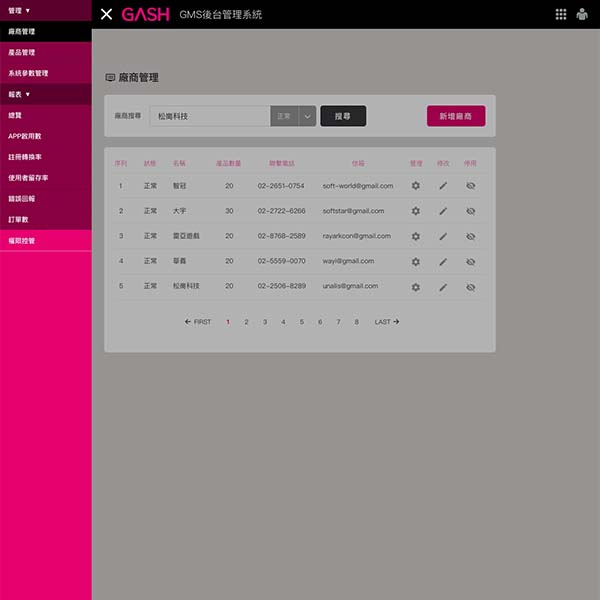 管理 ▼
廠商管理
產品管理
系統參數管理
報表 ▼
總覽
APP啟用數
註冊轉換率
使用者留存率
錯誤回報
訂單數
權限控管
GASH GMS後台管理系統
廠商管理
廠商搜尋 松崗科技 正常 搜尋 新增廠商
序列 狀態 名稱 產品數量 聯繫電話 信箱 管理 修改 停用
1 正常 智冠 20 02-2651-0754 soft-world@gmail.com
2 正常 大宇 30 02-2722-6266 softstar@gmail.com
3 正常 雷亞遊戲 20 02-8768-2589 rayarkcon@gmail.com
4 正常 華義 20 02-5559-0070 wayi@gmail.com
5 正常 松崗科技 20 02-2506-8289 unalis@gmail.com
← FIRST 1 2 3 4 5 6 7 8 LAST →